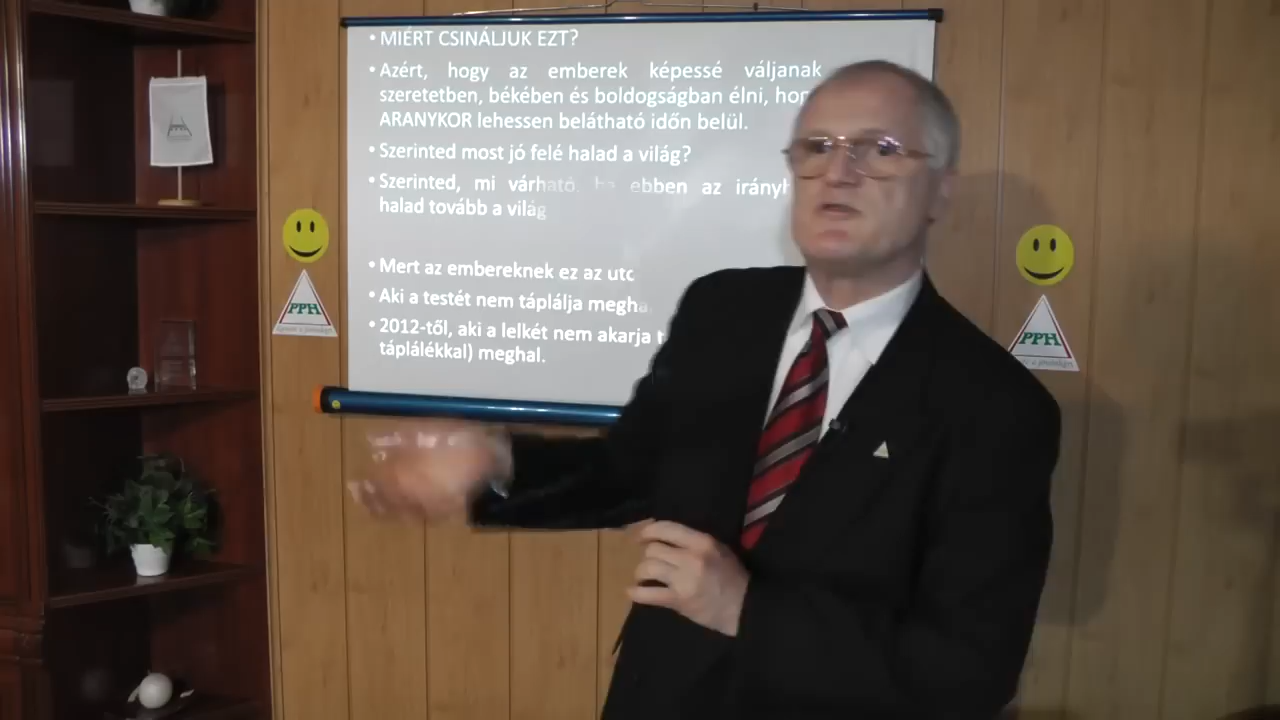 • MIÉRT CSINÁLJUK EZT?
• Azért, hogy az emberek képessé váljanak
szeretetben, békében és boldogságban élni,
ARANYKOR lehessen belátható időn belül.
• Szerinted most jó felé halad a világ?
• Szerinted, mi várható, ha ebben az
halad tovább a világ
• Mert az embereknek ez az
• Aki a testét nem táplálja
• 2012-től, aki a lelkét nem akarja
táplálékkal) meghal.
PPH
PPH